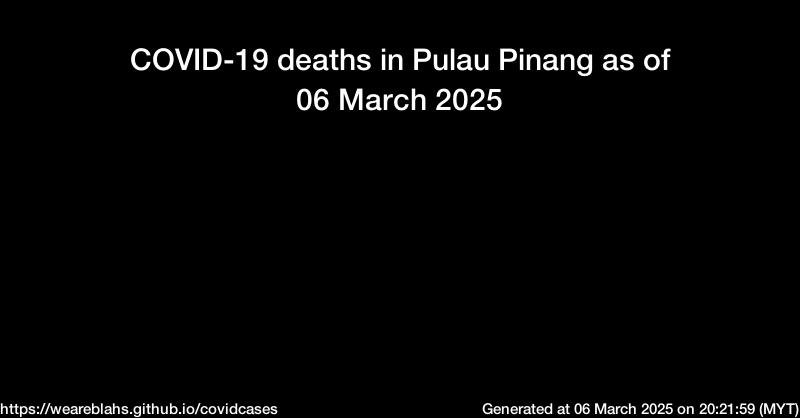 COVID-19 deaths in Pulau Pinang as of
06 March 2025
https://weareblahs.github.io/covidcases
Generated at 06 March 2025 on 20:21:59 (MYT)